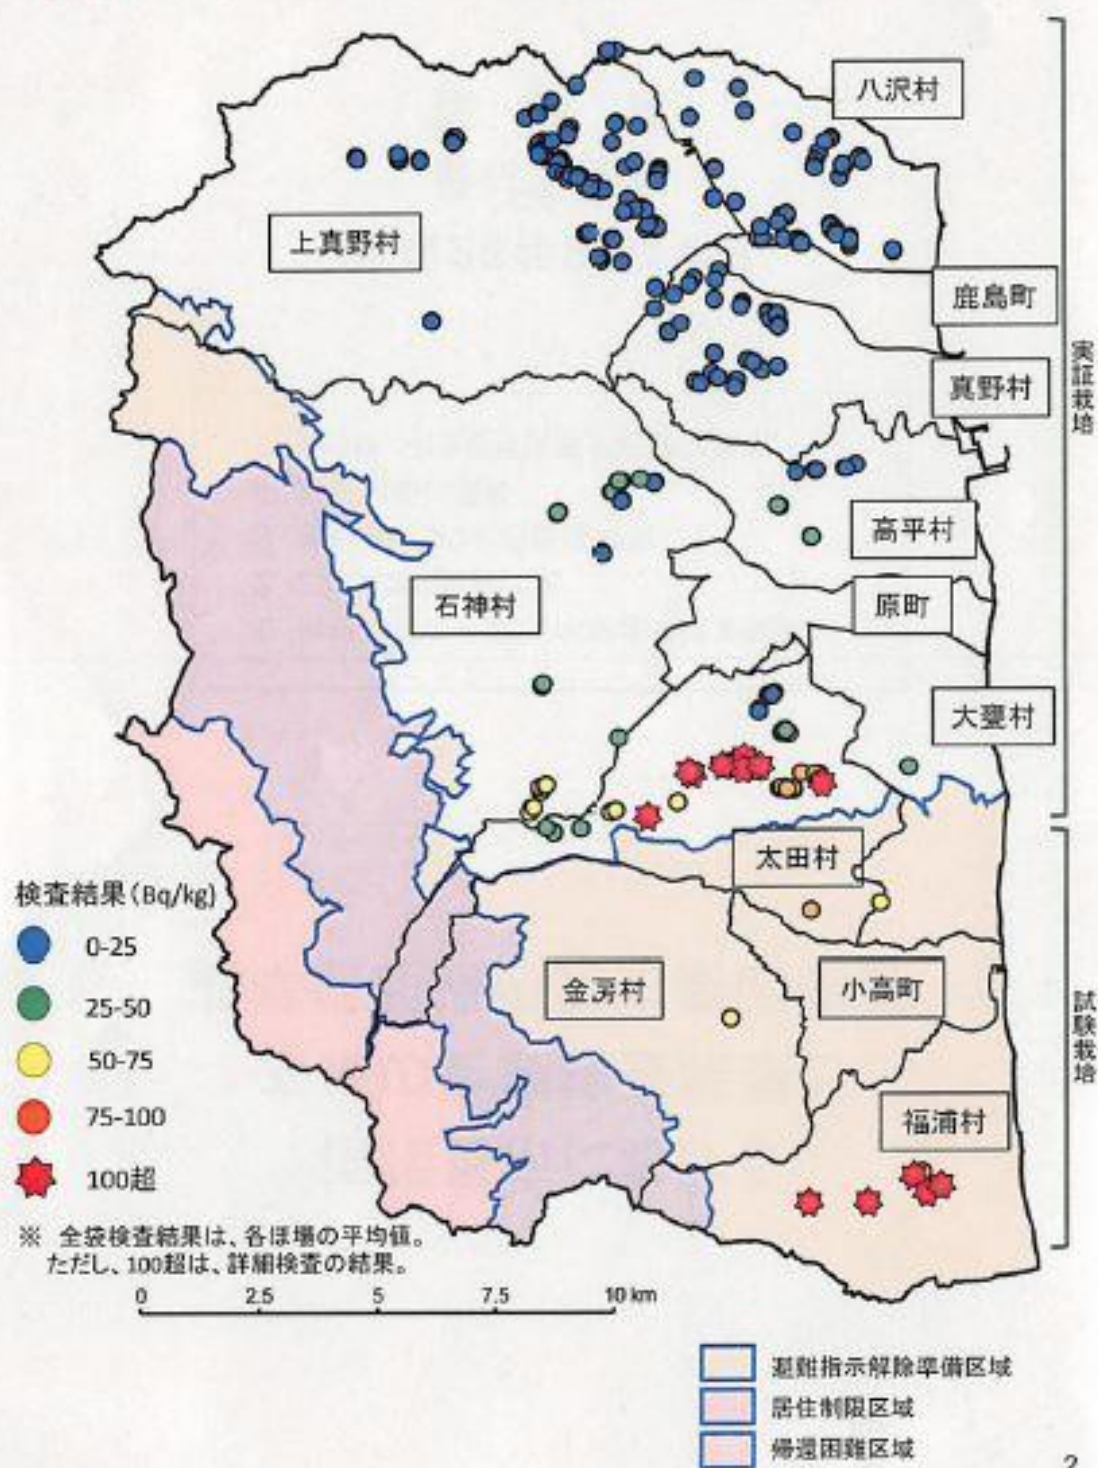 八沢村
上真野村
鹿島町
真野村
実証栽培
高平村
石神村
原町
大甕村
太田村
検査結果(Bq/kg)
0-25
25-50
50-75
75-100
100超
金房村
小高町
試験栽培
福浦村
※ 全袋検査結果は、各ほ場の平均値。
ただし、100超は、詳細検査の結果。
0 2.5 5 7.5 10 km
避難指示解除準備区域
居住制限区域
帰還困難区域
2